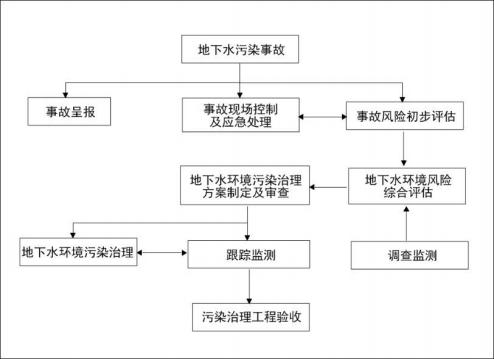 地下水污染事故
事故呈报
事故现场控制
及应急处理
事故风险初步评估
地下水环境污染治理
方案制定及审查
地下水环境风险
综合评估
地下水环境污染治理
跟踪监测
调查监测
污染治理工程验收